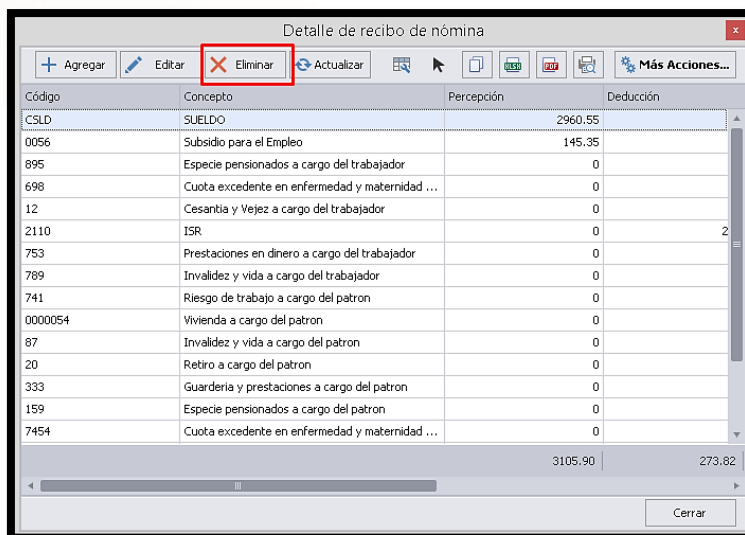 Detalle de recibo de nómina
x
Agregar Editar Eliminar Actualizar XLSX PDF Más Acciones...
Código Concepto Percepción Deducción
CSLD SUELDO 2960.55
0056 Subsidio para el Empleo 145.35
895 Especie pensionados a cargo del trabajador 0
698 Cuota excedente en enfermedad y maternidad ... 0
12 Cesantia y Vejez a cargo del trabajador 0
2110 ISR 0 2
753 Prestaciones en dinero a cargo del trabajador 0
789 Invalidez y vida a cargo del trabajador 0
741 Riesgo de trabajo a cargo del patron 0
0000054 Vivienda a cargo del patron 0
87 Invalidez y vida a cargo del patron 0
20 Retiro a cargo del patron 0
333 Guarderia y prestaciones a cargo del patron 0
159 Especie pensionados a cargo del patron 0
7454 Cuota excedente en enfermedad y maternidad ... 0
3105.90 273.82
Cerrar